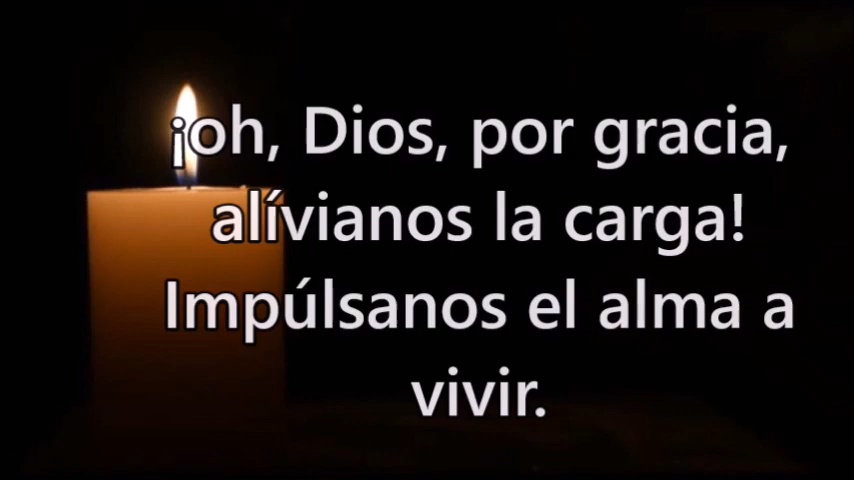 ¡oh, Dios, por gracia,
alívianos la carga!
Impúlsanos el alma a
vivir.